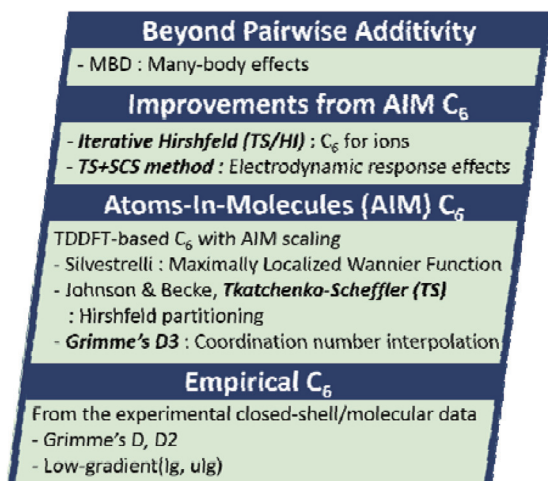 Beyond Pairwise Additivity
- MBD : Many-body effects
Improvements from AIM C₆
- Iterative Hirshfeld (TS/HI) : C₆ for ions
- TS+SCS method : Electrodynamic response effects
Atoms-In-Molecules (AIM) C₆
TDDFT-based C₆ with AIM scaling
- Silvestrelli : Maximally Localized Wannier Function
- Johnson & Becke, Tkatchenko-Scheffler (TS)
: Hirshfeld partitioning
- Grimme's D3 : Coordination number interpolation
Empirical C₆
From the experimental closed-shell/molecular data
- Grimme's D, D2
- Low-gradient(lg, ulg)